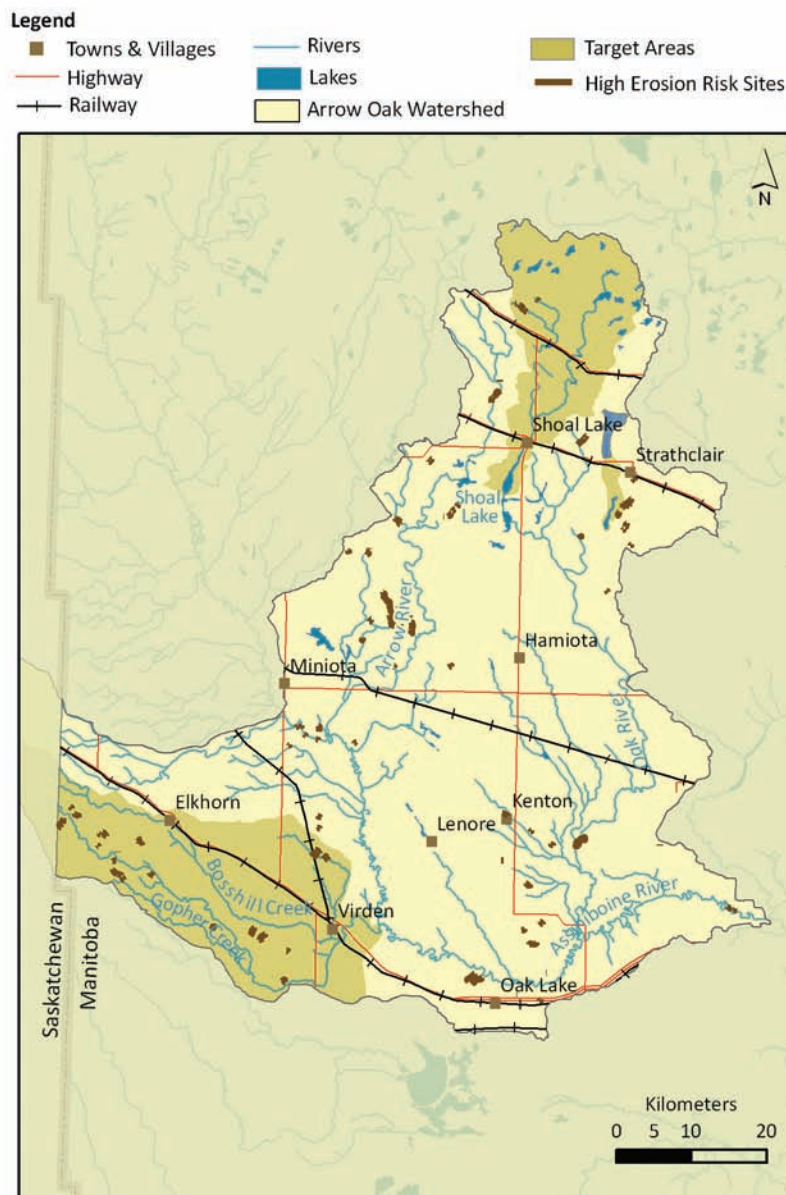 Legend
Towns & Villages
Highway
Railway
Rivers
Lakes
Arrow Oak Watershed
Target Areas
High Erosion Risk Sites
N
Shoal Lake
Strathclair
Shoal
Lake
Arrow River
Hamiota
Miniota
Oak River
Elkhorn
Kenton
Lenore
Bosshill Creek
Gopher Creek
Virden
Assiniboine River
Oak Lake
Saskatchewan
Manitoba
Kilometers
0 5 10 20